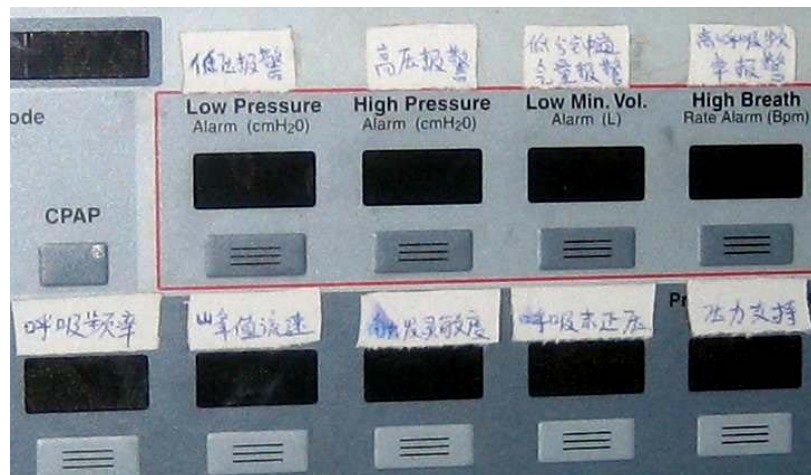 低压报警
高压报警
低分钟通
气量报警
高呼吸频
率报警
Low Pressure
Alarm (cmH₂0)
High Pressure
Alarm (cmH₂0)
Low Min. Vol.
Alarm (L)
High Breath
Rate Alarm (Bpm)
ode
CPAP
呼吸频率
峰值流速
触发灵敏度
呼吸末正压
Pr
压力支持